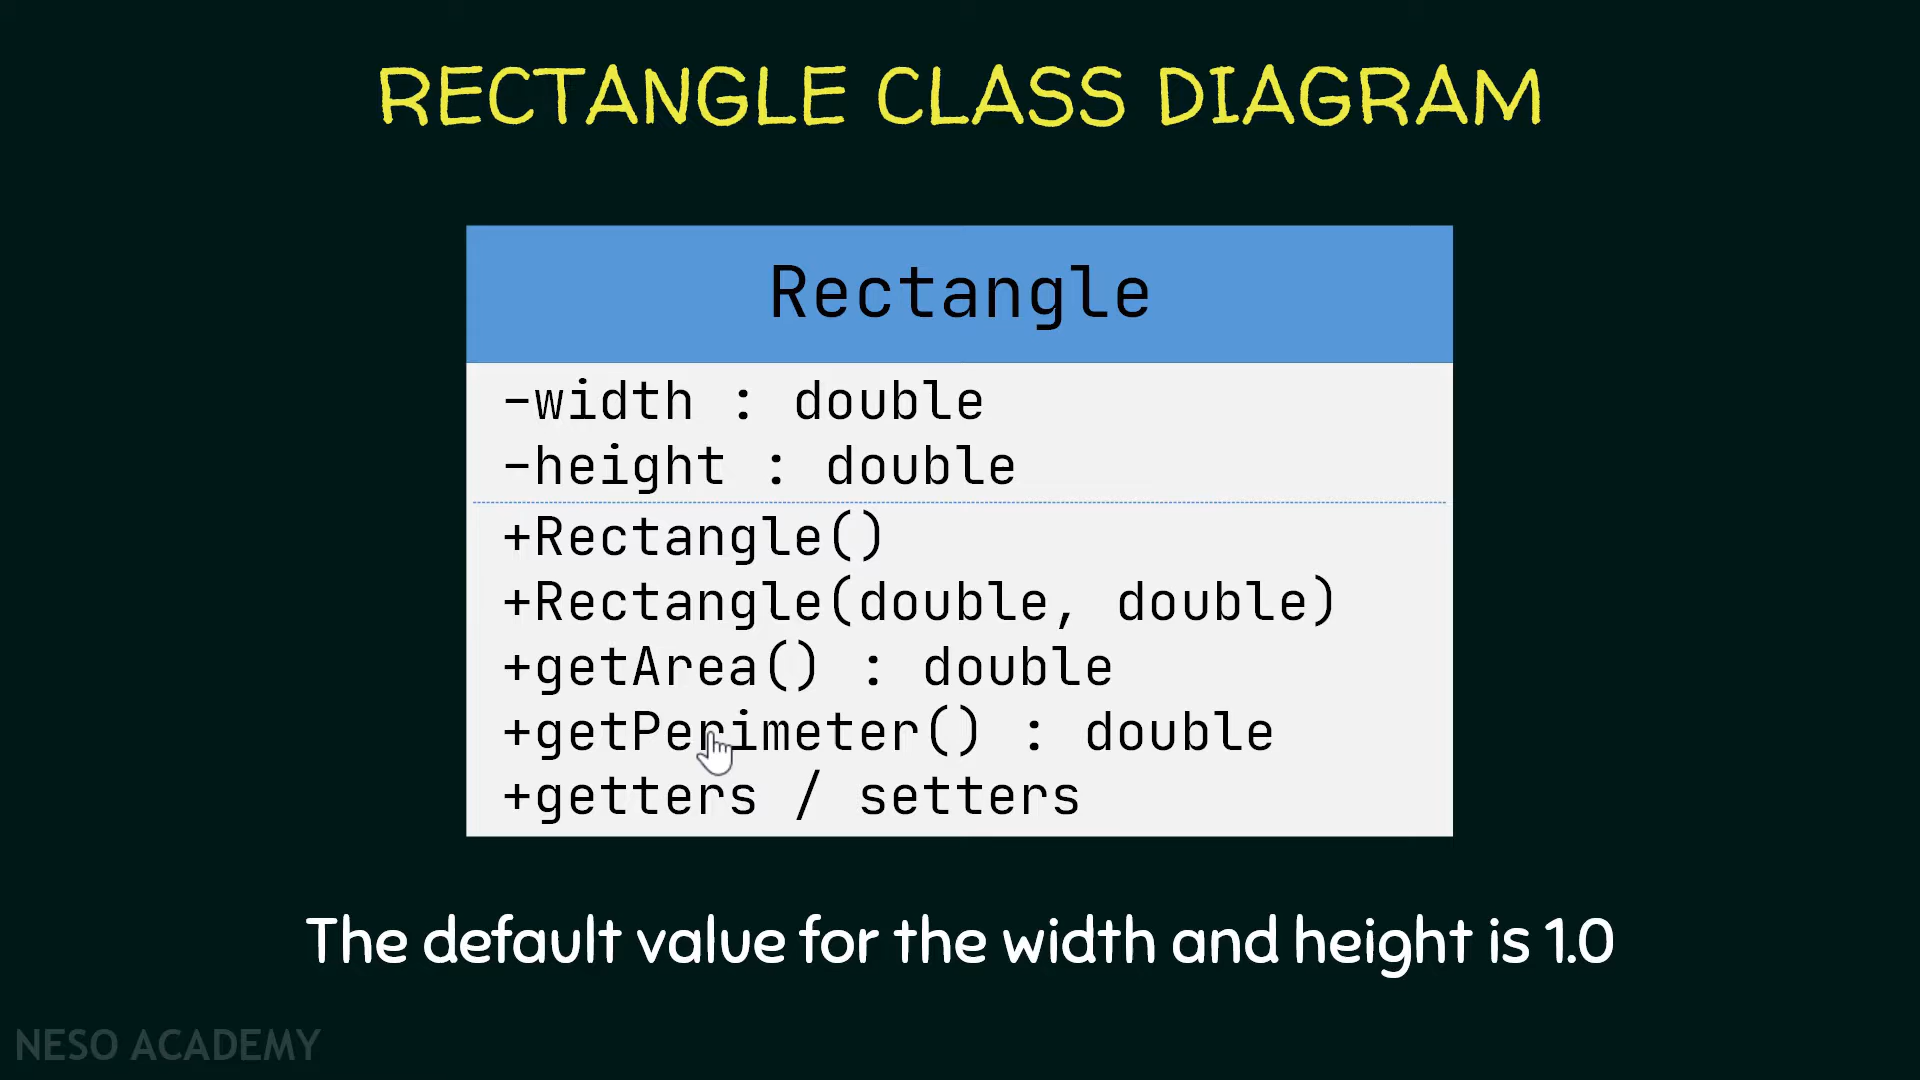 RECTANGLE CLASS DIAGRAM
Rectangle
-width : double
-height : double
+Rectangle()
+Rectangle(double, double)
+getArea() : double
+getPerimeter() : double
+getters / setters
The default value for the width and height is 1.0
NESO ACADEMY